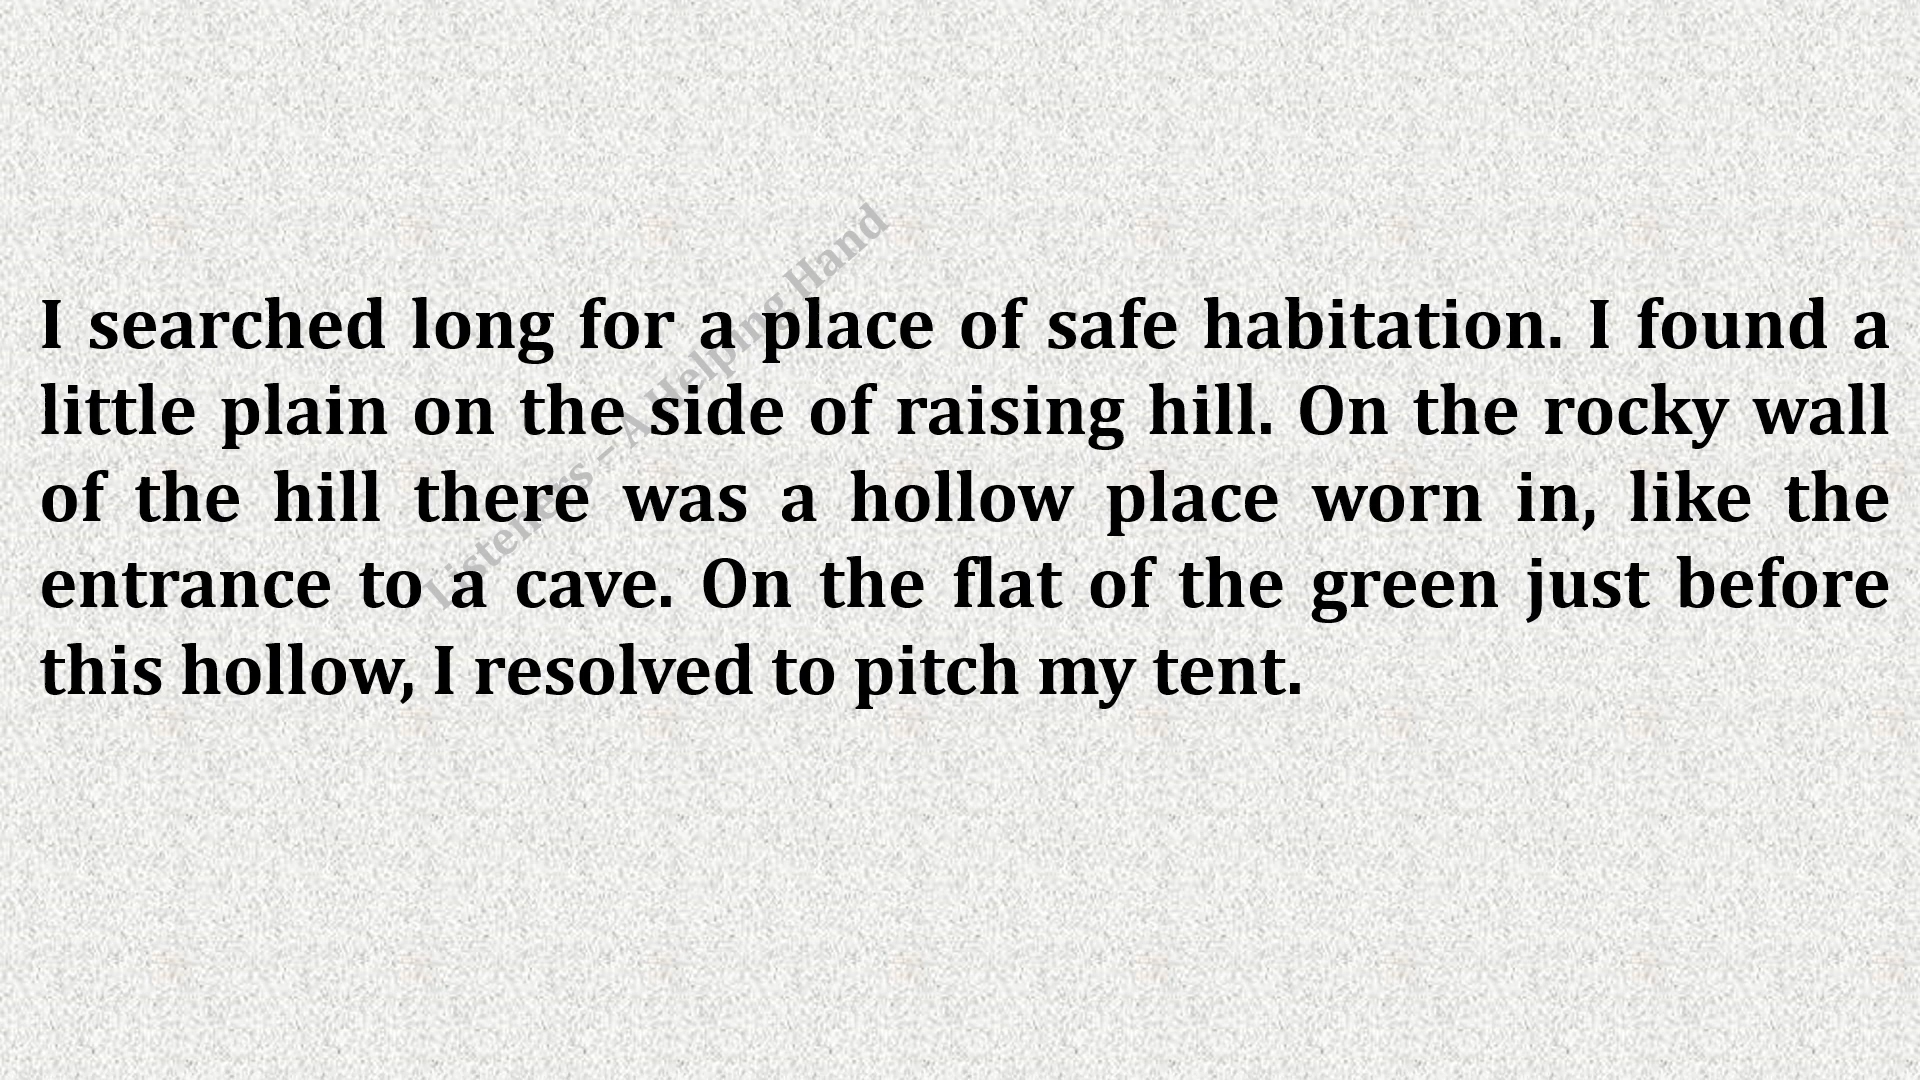 I searched long for a place of safe habitation. I found a
little plain on the side of raising hill. On the rocky wall
of the hill there was a hollow place worn in, like the
entrance to a cave. On the flat of the green just before
this hollow, I resolved to pitch my tent.
– A Helping Hand